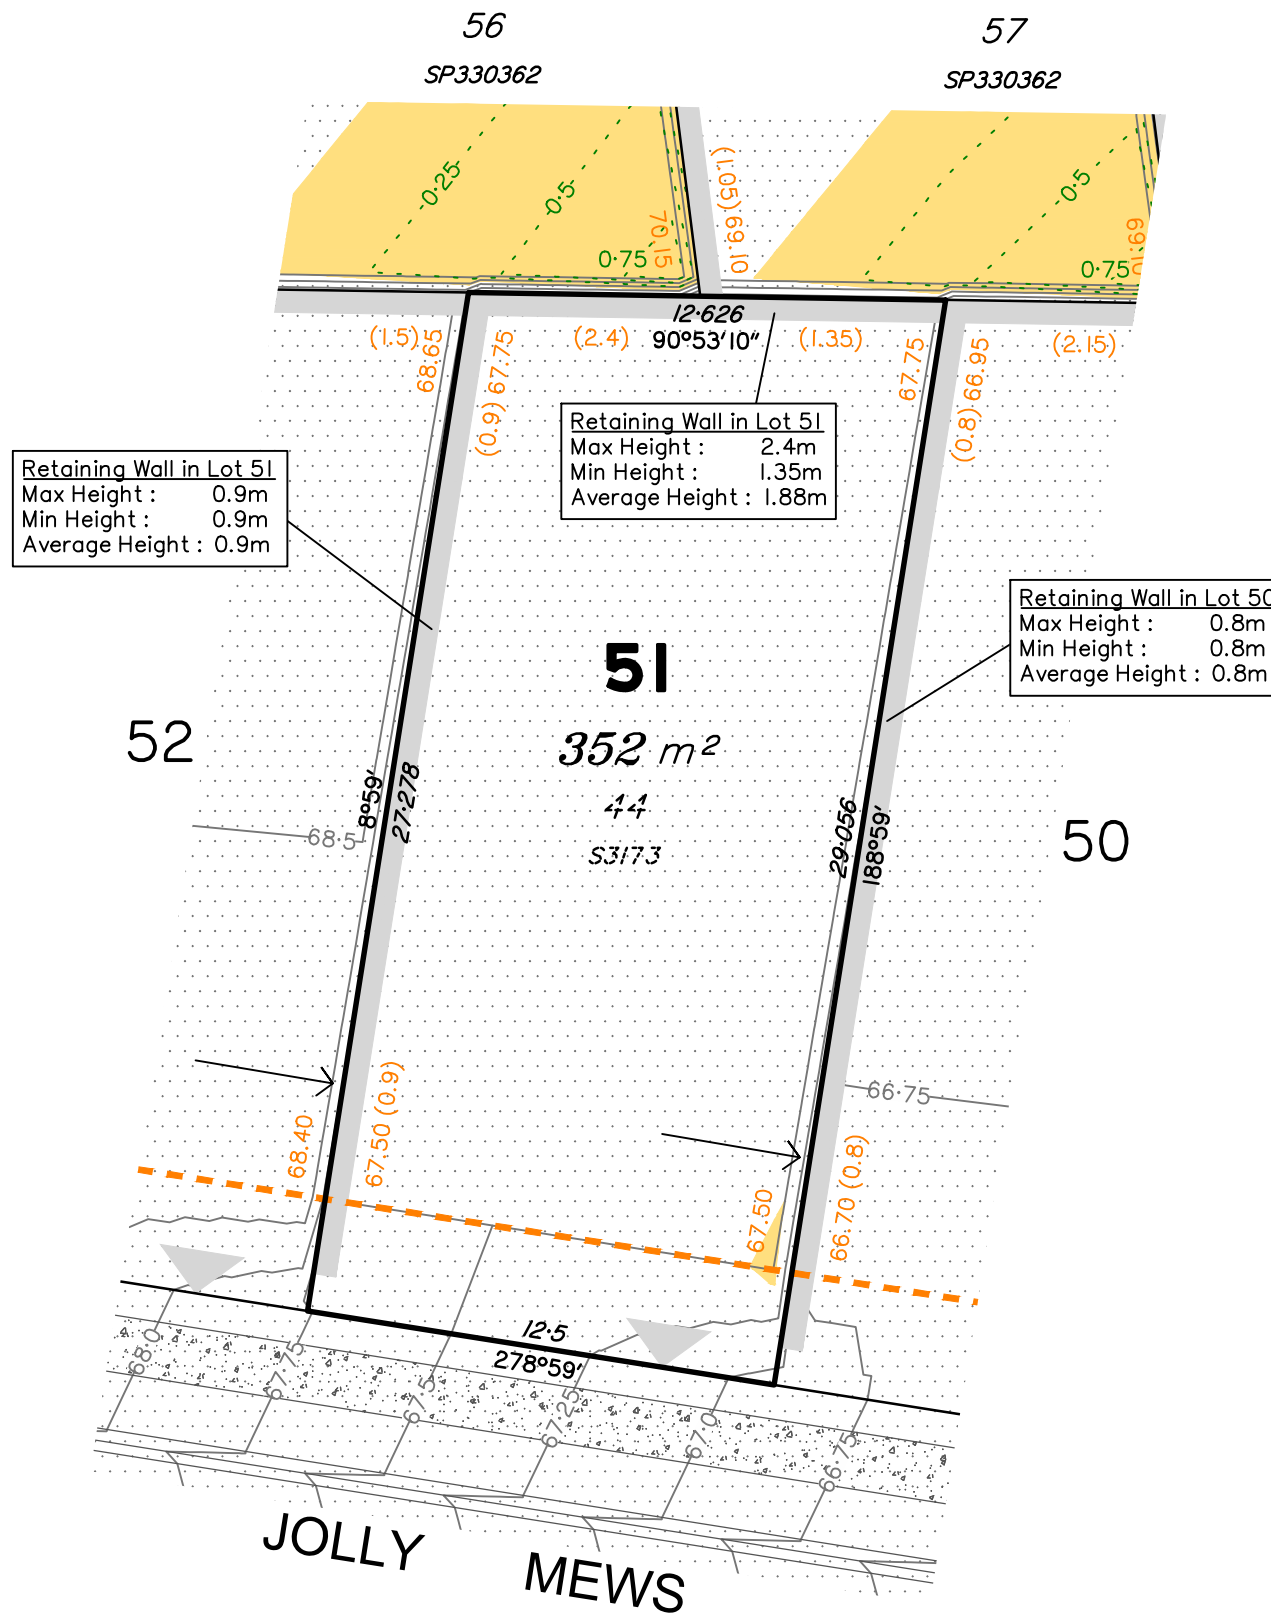 56
57
SP330362
SP330362
0·25
0·5
0·75
70.15
(1.05) 69.10
0·5
0·75
69.10
12·626
90°53'10"
(1.5)
68.65
(0.9) 67.75
(2.4)
(1.35)
67.75
(0.8) 66.95
(2.15)
Retaining Wall in Lot 51
Max Height : 2.4m
Min Height : 1.35m
Average Height : 1.88m
Retaining Wall in Lot 51
Max Height : 0.9m
Min Height : 0.9m
Average Height : 0.9m
Retaining Wall in Lot 50
Max Height : 0.8m
Min Height : 0.8m
Average Height : 0.8m
51
352 m²
44
S3173
52
50
8°59'
27·278
29·056
188°59'
68·5
66·75
68.40
67.50 (0.9)
67.50
66.70 (0.8)
12·5
278°59'
68·0
67·75
67·5
67·25
67·0
66·75
JOLLY MEWS